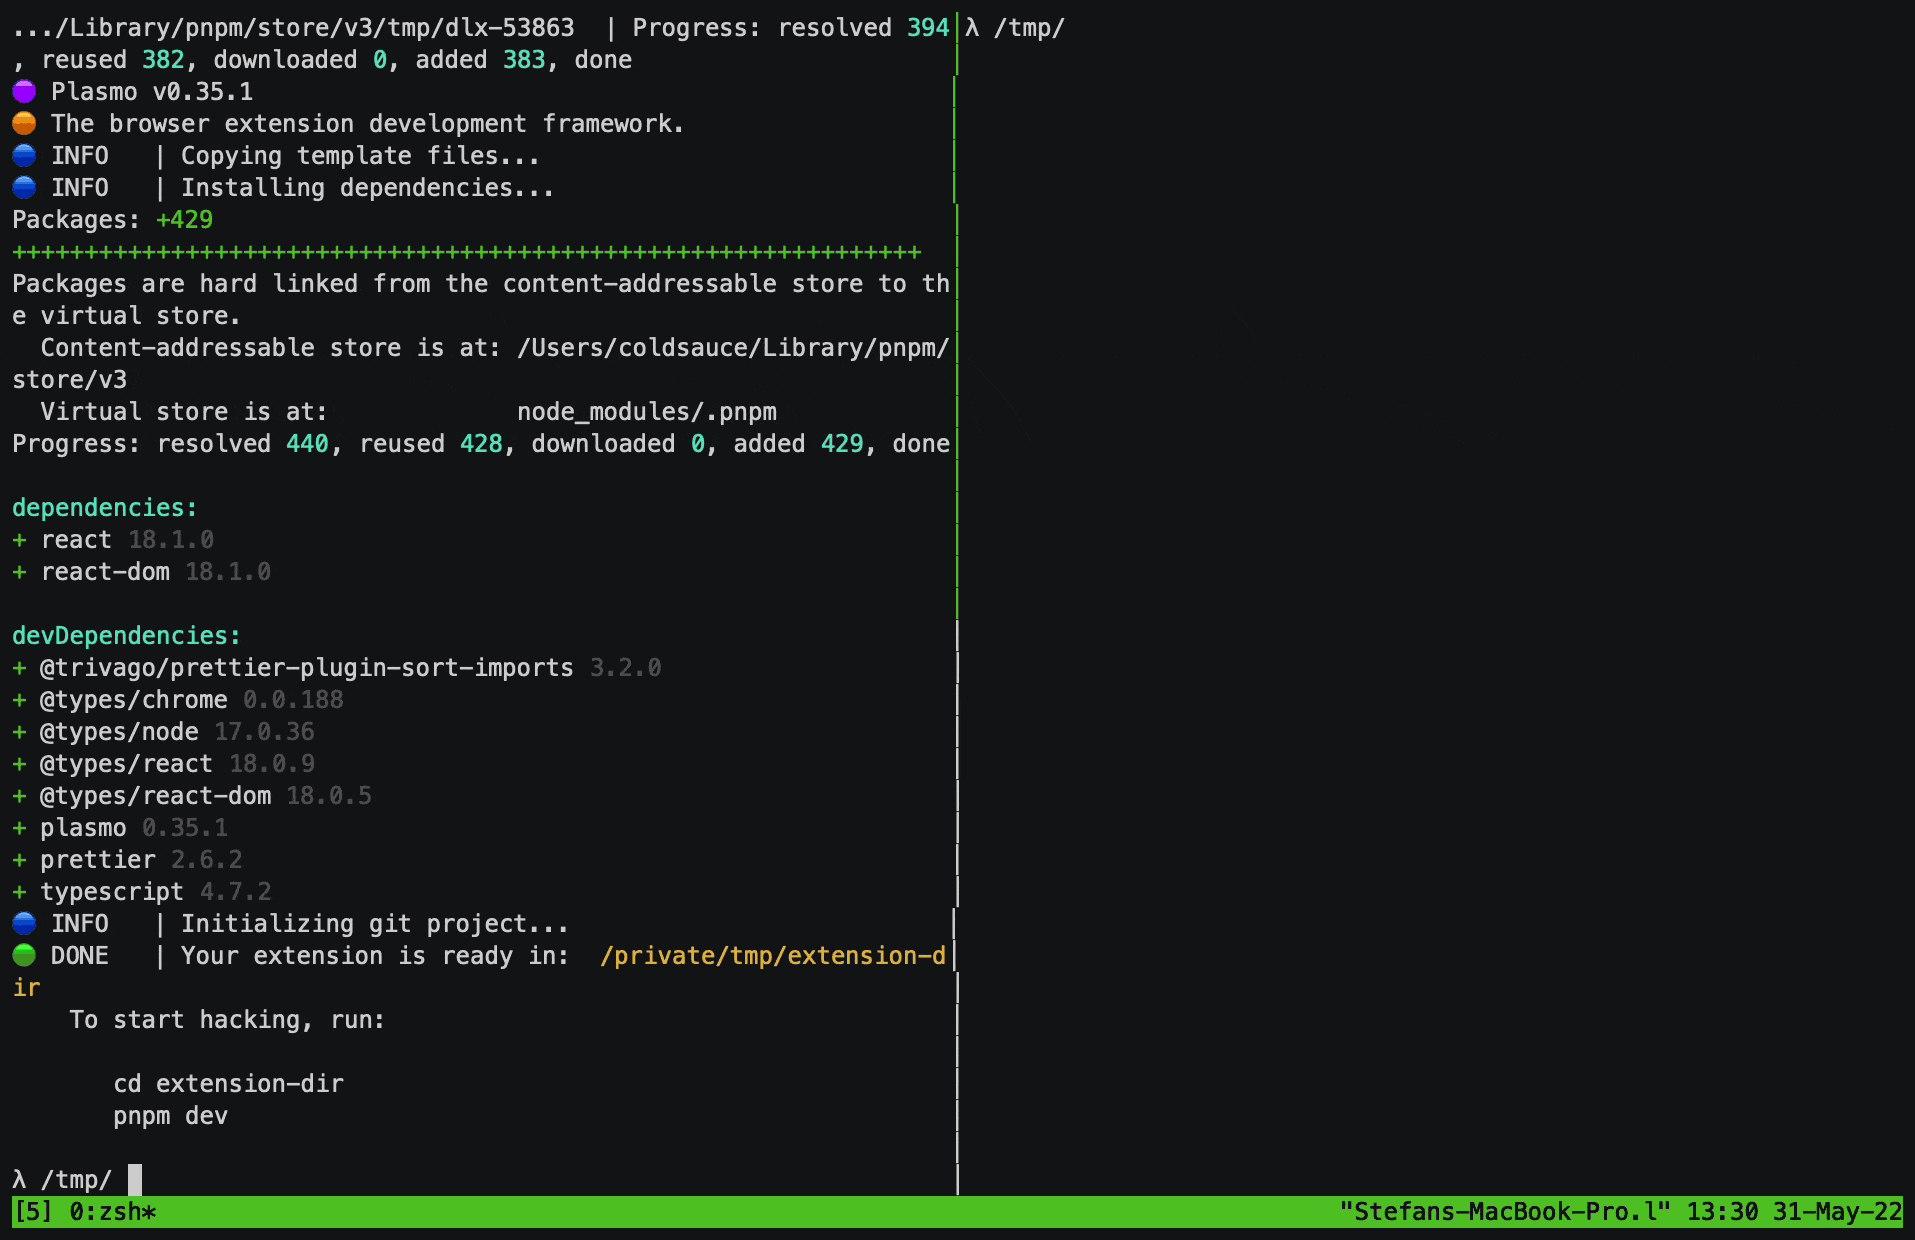 .../Library/pnpm/store/v3/tmp/dlx-53863  | Progress: resolved 394
, reused 382, downloaded 0, added 383, done
Plasmo v0.35.1
The browser extension development framework.
INFO   | Copying template files...
INFO   | Installing dependencies...
Packages: +429
+++++++++++++++++++++++++++++++++++++++++++++++++++++++++++++++
Packages are hard linked from the content-addressable store to th
e virtual store.
  Content-addressable store is at: /Users/coldsauce/Library/pnpm/
store/v3
  Virtual store is at:             node_modules/.pnpm
Progress: resolved 440, reused 428, downloaded 0, added 429, done
dependencies:
+ react 18.1.0
+ react-dom 18.1.0
devDependencies:
+ @trivago/prettier-plugin-sort-imports 3.2.0
+ @types/chrome 0.0.188
+ @types/node 17.0.36
+ @types/react 18.0.9
+ @types/react-dom 18.0.5
+ plasmo 0.35.1
+ prettier 2.6.2
+ typescript 4.7.2
INFO   | Initializing git project...
DONE   | Your extension is ready in:  /private/tmp/extension-d
ir
    To start hacking, run:
       cd extension-dir
       pnpm dev
λ /tmp/
λ /tmp/
[5] 0:zsh*
"Stefans-MacBook-Pro.l" 13:30 31-May-22